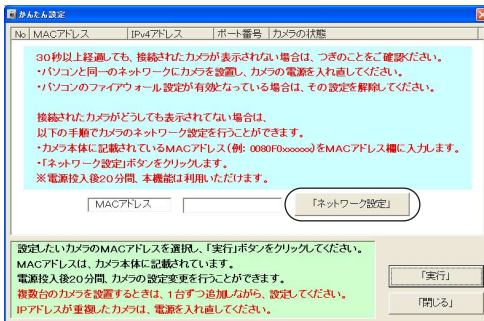 かんたん設定
No MACアドレス IPv4アドレス ポート番号 カメラの状態
30秒以上経過しても、接続されたカメラが表示されない場合は、つぎのことをご確認ください。
・パソコンと同一のネットワークにカメラを設置し、カメラの電源を入れ直してください。
・パソコンのファイアウォール設定が有効となっている場合は、その設定を解除してください。
接続されたカメラがどうしても表示されてない場合は、
以下の手順でカメラのネットワーク設定を行うことができます。
・カメラ本体に記載されているMACアドレス(例: 0080F0xxxxxx)をMACアドレス欄に入力します。
・「ネットワーク設定」ボタンをクリックします。
※電源投入後20分間、本機能は利用いただけます。
MACアドレス 「ネットワーク設定」
設定したいカメラのMACアドレスを選択し、「実行」ボタンをクリックしてください。
MACアドレスは、カメラ本体に記載されています。
電源投入後20分間、カメラの設定変更を行うことができます。
複数台のカメラを設置するときは、1台ずつ追加しながら、設定してください。
IPアドレスが重複したカメラは、電源を入れ直してください。
「実行」
「閉じる」